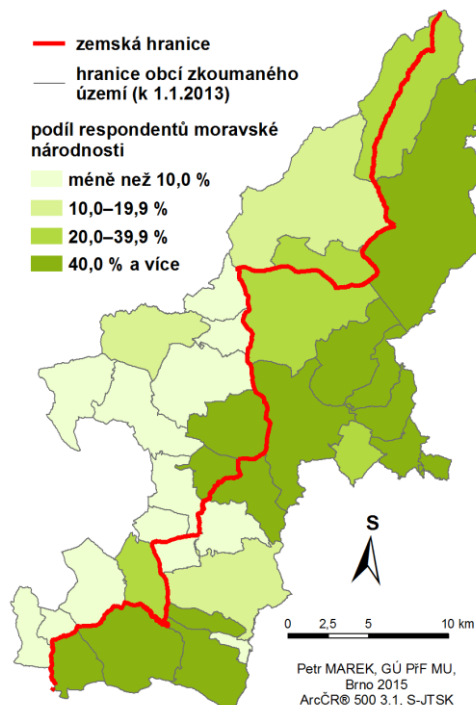 zemská hranice
hranice obcí zkoumaného
území (k 1.1.2013)
podíl respondentů moravské
národnosti
méně než 10,0 %
10,0–19,9 %
20,0–39,9 %
40,0 % a více
S
0 2,5 5 10 km
Petr MAREK, GÚ PřF MU,
Brno 2015
ArcČR® 500 3.1, S-JTSK